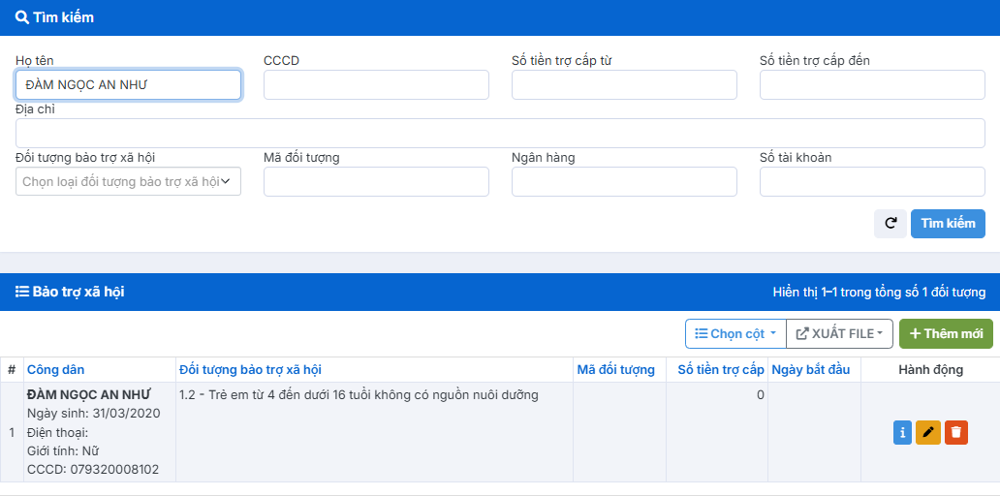 Tìm kiếm
Họ tên CCCD Số tiền trợ cấp từ Số tiền trợ cấp đến
ĐÀM NGỌC AN NHƯ
Địa chỉ
Đối tượng bảo trợ xã hội Mã đối tượng Ngân hàng Số tài khoản
Chọn loại đối tượng bảo trợ xã hội
Tìm kiếm
Bảo trợ xã hội Hiển thị 1–1 trong tổng số 1 đối tượng
Chọn cột XUẤT FILE Thêm mới
# Công dân Đối tượng bảo trợ xã hội Mã đối tượng Số tiền trợ cấp Ngày bắt đầu Hành động
ĐÀM NGỌC AN NHƯ 1.2 - Trẻ em từ 4 đến dưới 16 tuổi không có nguồn nuôi dưỡng 0
Ngày sinh: 31/03/2020
1 Điện thoại:
Giới tính: Nữ
CCCD: 079320008102